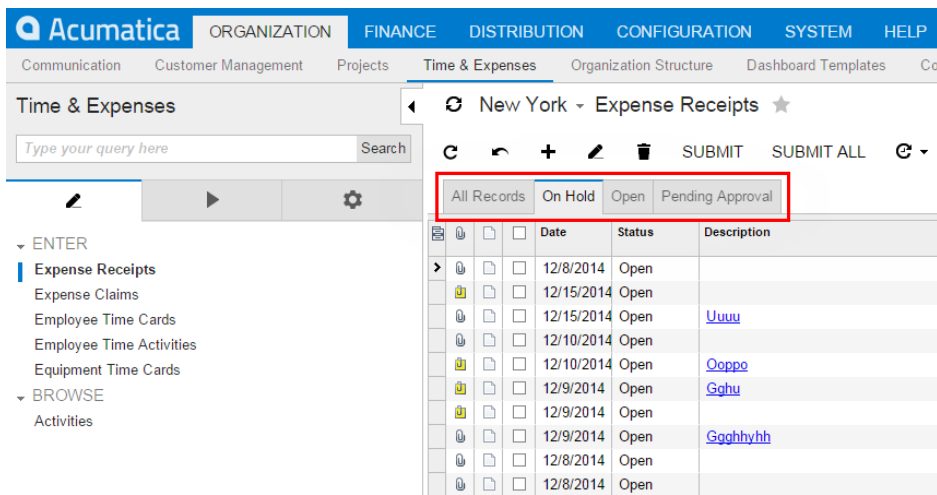 Acumatica ORGANIZATION FINANCE DISTRIBUTION CONFIGURATION SYSTEM HELP
Communication Customer Management Projects Time & Expenses Organization Structure Dashboard Templates Co
Time & Expenses
New York Expense Receipts
Type your query here Search
SUBMIT SUBMIT ALL
All Records On Hold Open Pending Approval
Date Status Description
ENTER
Expense Receipts
Expense Claims
Employee Time Cards
Employee Time Activities
Equipment Time Cards
BROWSE
Activities
12/8/2014 Open
12/15/2014 Open
12/15/2014 Open Uuuu
12/10/2014 Open
12/10/2014 Open Ooppo
12/9/2014 Open Gghu
12/9/2014 Open
12/9/2014 Open Ggghhyhh
12/8/2014 Open
12/8/2014 Open